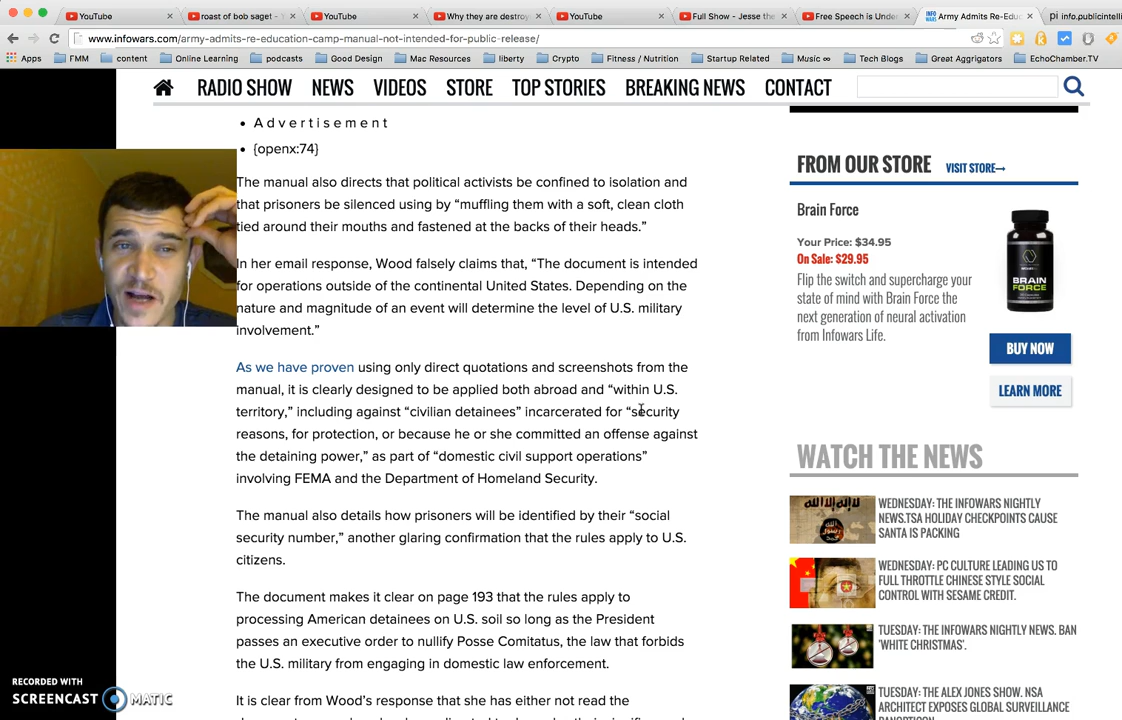 YouTube
roast of bob saget - Y
YouTube
Why they are destroy
YouTube
Full Show - Jesse the
Free Speech is Under
Army Admits Re-Educ
info.publicintelli
www.infowars.com/army-admits-re-education-camp-manual-not-intended-for-public-release/
Apps
FMM
content
Online Learning
podcasts
Good Design
Mac Resources
liberty
Crypto
Fitness / Nutrition
Startup Related
Music ∞
Tech Blogs
Great Aggrigators
EchoChamber.TV
RADIO SHOW
NEWS
VIDEOS
STORE
TOP STORIES
BREAKING NEWS
CONTACT
• A d v e r t i s e m e n t
• {openx:74}
The manual also directs that political activists be confined to isolation and
that prisoners be silenced using by “muffling them with a soft, clean cloth
tied around their mouths and fastened at the backs of their heads.”
In her email response, Wood falsely claims that, “The document is intended
for operations outside of the continental United States. Depending on the
nature and magnitude of an event will determine the level of U.S. military
involvement.”
As we have proven using only direct quotations and screenshots from the
manual, it is clearly designed to be applied both abroad and “within U.S.
territory,” including against “civilian detainees” incarcerated for “security
reasons, for protection, or because he or she committed an offense against
the detaining power,” as part of “domestic civil support operations”
involving FEMA and the Department of Homeland Security.
The manual also details how prisoners will be identified by their “social
security number,” another glaring confirmation that the rules apply to U.S.
citizens.
The document makes it clear on page 193 that the rules apply to
processing American detainees on U.S. soil so long as the President
passes an executive order to nullify Posse Comitatus, the law that forbids
the U.S. military from engaging in domestic law enforcement.
It is clear from Wood’s response that she has either not read the
FROM OUR STORE
VISIT STORE→
Brain Force
Your Price: $34.95
On Sale: $29.95
Flip the switch and supercharge your
state of mind with Brain Force the
next generation of neural activation
from Infowars Life.
BRAIN
FORCE
BUY NOW
LEARN MORE
WATCH THE NEWS
WEDNESDAY: THE INFOWARS NIGHTLY
NEWS.TSA HOLIDAY CHECKPOINTS CAUSE
SANTA IS PACKING
WEDNESDAY: PC CULTURE LEADING US TO
FULL THROTTLE CHINESE STYLE SOCIAL
CONTROL WITH SESAME CREDIT.
TUESDAY: THE INFOWARS NIGHTLY NEWS. BAN
'WHITE CHRISTMAS'.
TUESDAY: THE ALEX JONES SHOW. NSA
ARCHITECT EXPOSES GLOBAL SURVEILLANCE
RECORDED WITH
SCREENCAST MATIC